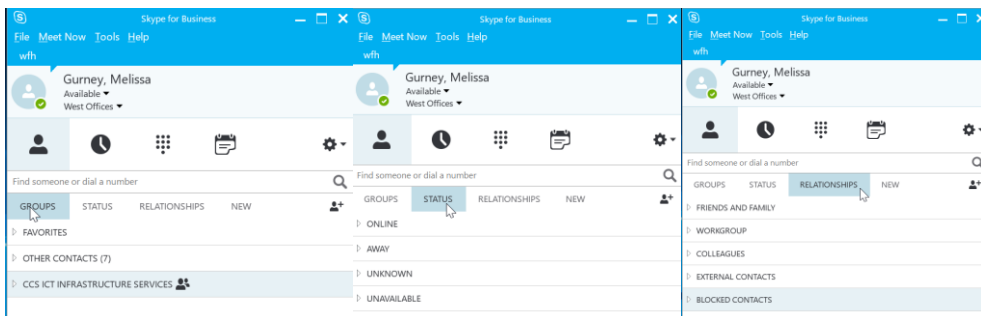 Skype for Business
File Meet Now Tools Help
wfh
Gurney, Melissa
Available
West Offices
Find someone or dial a number
GROUPS STATUS RELATIONSHIPS NEW
FAVORITES
OTHER CONTACTS (7)
CCS ICT INFRASTRUCTURE SERVICES
Skype for Business
File Meet Now Tools Help
wfh
Gurney, Melissa
Available
West Offices
Find someone or dial a number
GROUPS STATUS RELATIONSHIPS NEW
ONLINE
AWAY
UNKNOWN
UNAVAILABLE
Skype for Business
File Meet Now Tools Help
wfh
Gurney, Melissa
Available
West Offices
Find someone or dial a number
GROUPS STATUS RELATIONSHIPS NEW
FRIENDS AND FAMILY
WORKGROUP
COLLEAGUES
EXTERNAL CONTACTS
BLOCKED CONTACTS